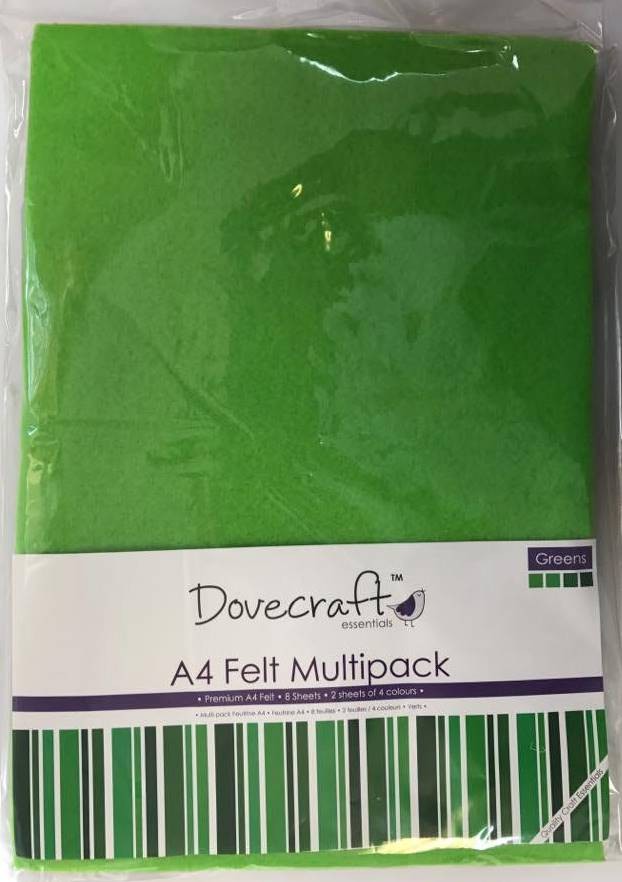 Greens
Dovecraft™
essentials
A4 Felt Multipack
• Premium A4 Felt • 8 Sheets • 2 sheets of 4 colours •
• Multi pack Feutrine A4 • Feutrine A4 • 8 feuilles • 2 feuilles / 4 couleurs • Verts •
Quality Craft Essentials